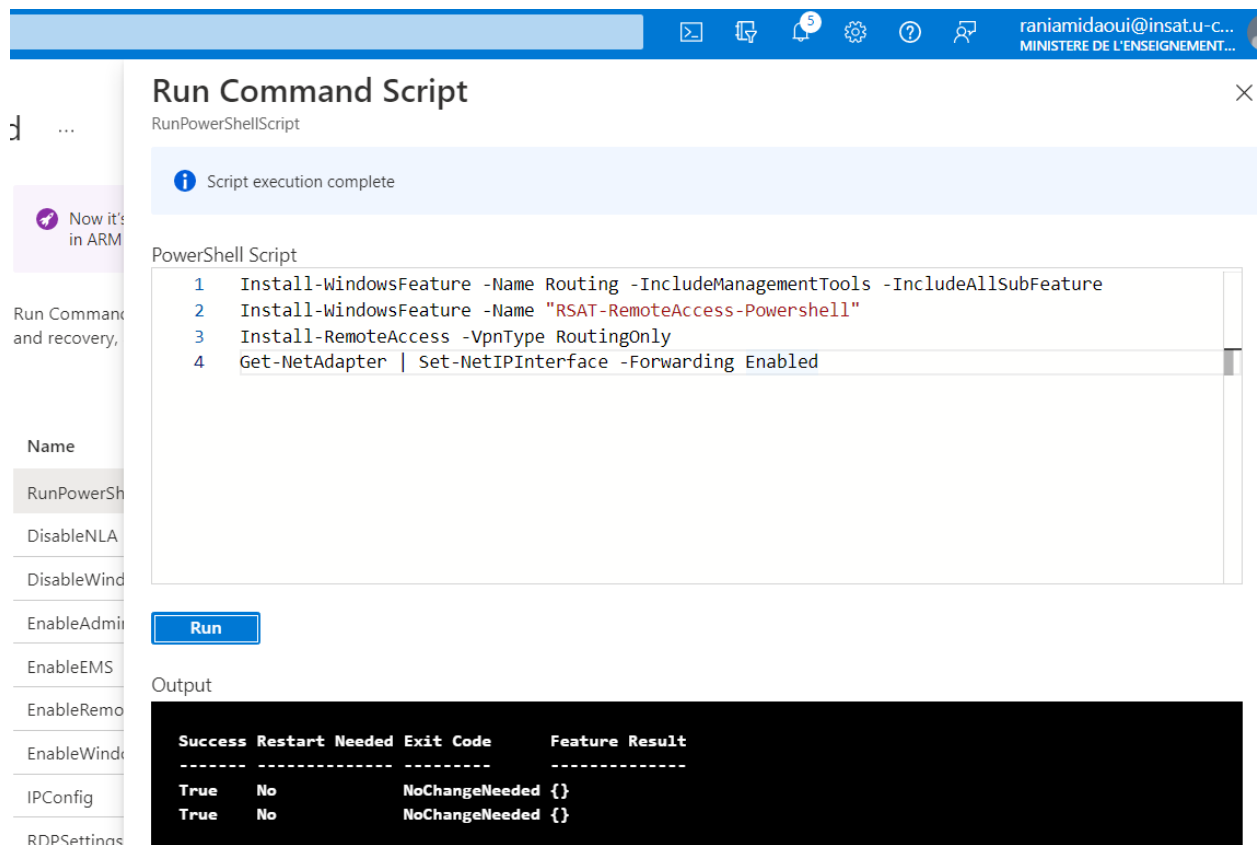 5
raniamidaoui@insat.u-c...
MINISTERE DE L'ENSEIGNEMENT...
d ...
Run Command Script
RunPowerShellScript
Script execution complete
Now it's
in ARM
Run Command
and recovery,
PowerShell Script
1 Install-WindowsFeature -Name Routing -IncludeManagementTools -IncludeAllSubFeature
2 Install-WindowsFeature -Name "RSAT-RemoteAccess-Powershell"
3 Install-RemoteAccess -VpnType RoutingOnly
4 Get-NetAdapter | Set-NetIPInterface -Forwarding Enabled
Name
RunPowerSh
DisableNLA
DisableWind
EnableAdmi
EnableEMS
EnableRemo
EnableWindo
IPConfig
RDPSettings
Run
Output
Success Restart Needed Exit Code Feature Result
------- -------------- --------- --------------
True No NoChangeNeeded {}
True No NoChangeNeeded {}